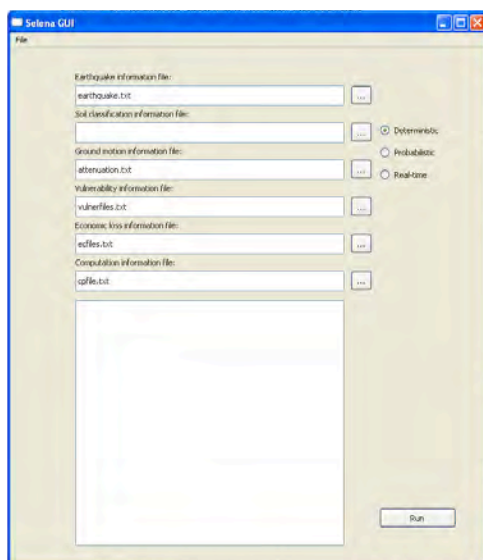 Selena GUI
File
Earthquake information file:
earthquake.txt
...
Soil classification information file:
...
Deterministic
Ground motion information file:
Probabilistic
attenuation.txt
...
Real-time
Vulnerability information file:
vulnerfiles.txt
...
Economic loss information file:
ecfiles.txt
...
Computation information file:
cpfile.txt
...
Run